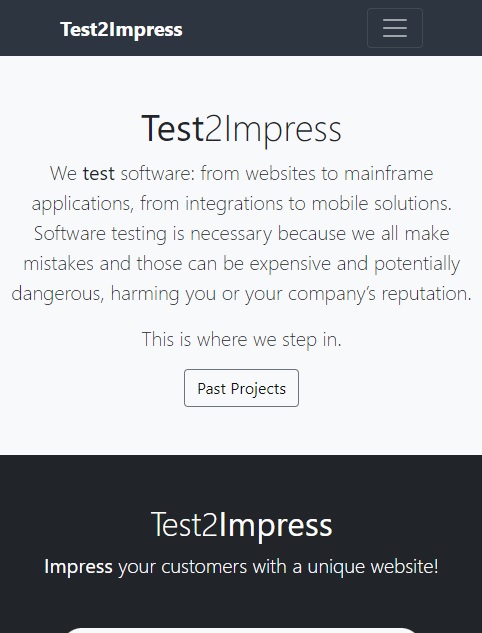 Test2Impress
Test2Impress
We test software: from websites to mainframe
applications, from integrations to mobile solutions.
Software testing is necessary because we all make
mistakes and those can be expensive and potentially
dangerous, harming you or your company’s reputation.
This is where we step in.
Past Projects
Test2Impress
Impress your customers with a unique website!